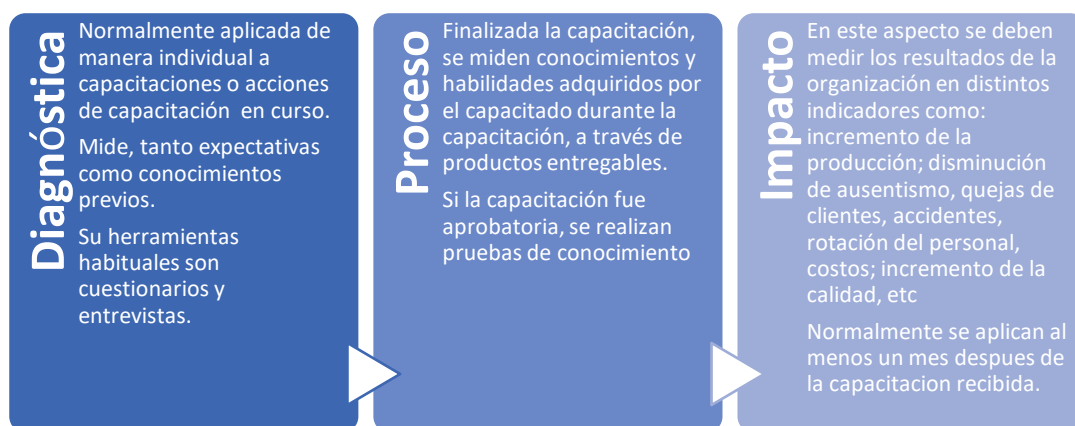 Diagnóstica
Normalmente aplicada de
manera individual a
capacitaciones o acciones
de capacitación en curso.
Mide, tanto expectativas
como conocimientos
previos.
Su herramientas
habituales son
cuestionarios y
entrevistas.
Proceso
Finalizada la capacitación,
se miden conocimientos y
habilidades adquiridos por
el capacitado durante la
capacitación, a través de
productos entregables.
Si la capacitación fue
aprobatoria, se realizan
pruebas de conocimiento
Impacto
En este aspecto se deben
medir los resultados de la
organización en distintos
indicadores como:
incremento de la
producción; disminución
de ausentismo, quejas de
clientes, accidentes,
rotación del personal,
costos; incremento de la
calidad, etc
Normalmente se aplican al
menos un mes despues de
la capacitacion recibida.